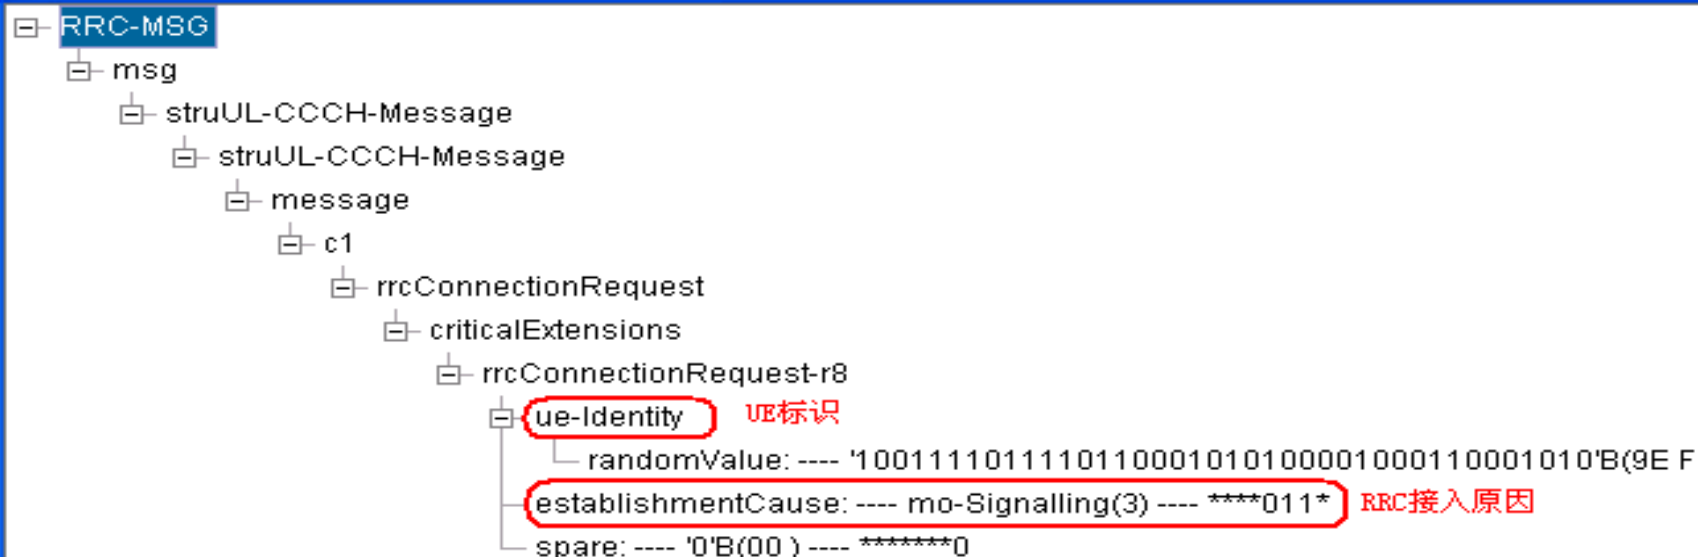 RRC-MSG
msg
struUL-CCCH-Message
struUL-CCCH-Message
message
c1
rrcConnectionRequest
criticalExtensions
rrcConnectionRequest-r8
ue-Identity UE标识
randomValue: ---- '1001111011110110001010100001000110001010'B(9E F
establishmentCause: ---- mo-Signalling(3) ---- ****011* RRC接入原因
spare: ---- '0'B(00 ) ---- *******0